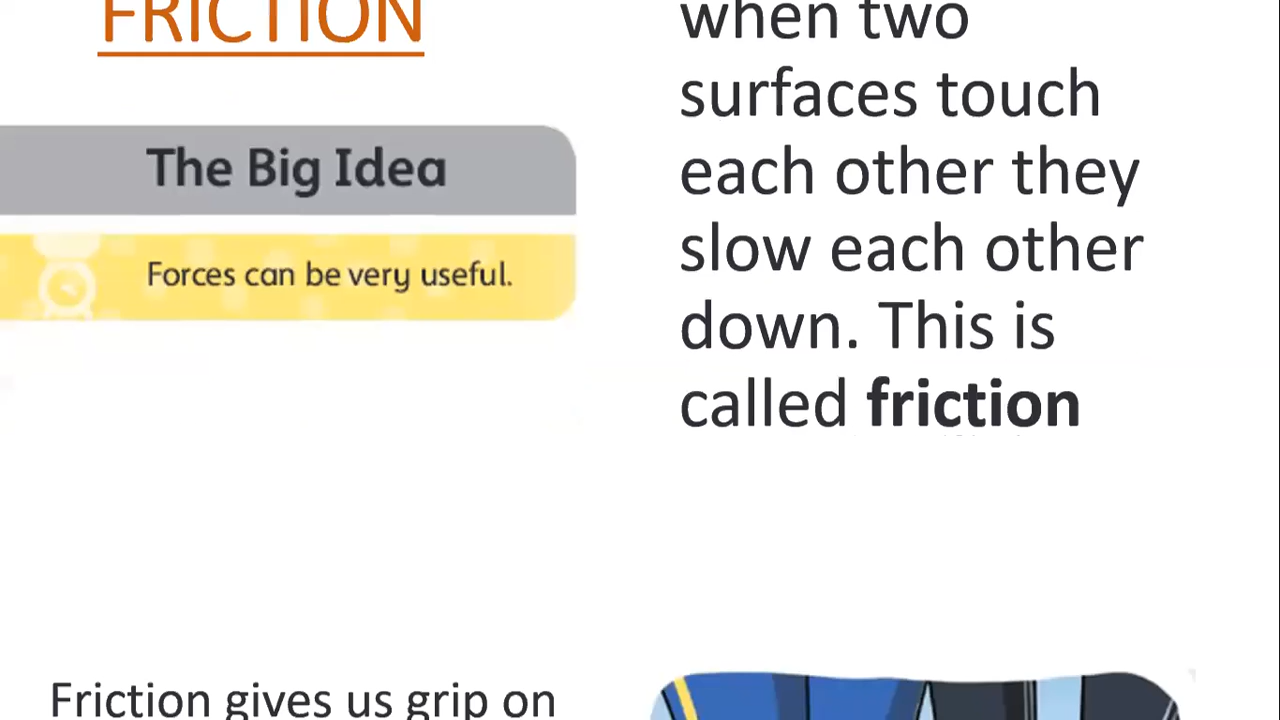 FRICTION
The Big Idea
Forces can be very useful.
when two
surfaces touch
each other they
slow each other
down. This is
called friction
Friction gives us grip on